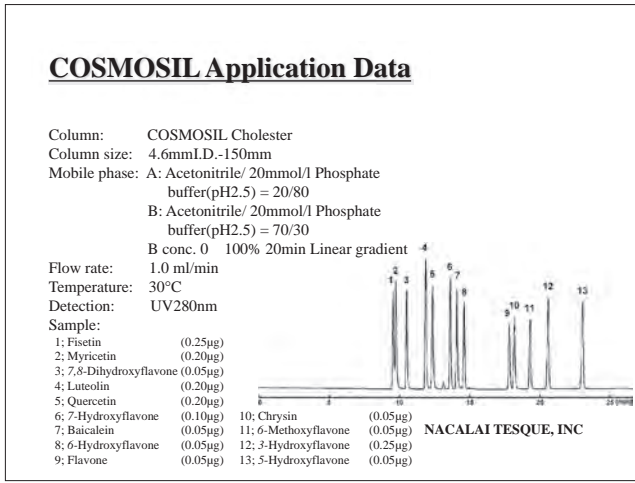 COSMOSIL Application Data
Column: COSMOSIL Cholester
Column size: 4.6mmI.D.-150mm
Mobile phase: A: Acetonitrile/ 20mmol/l Phosphate
buffer(pH2.5) = 20/80
B: Acetonitrile/ 20mmol/l Phosphate
buffer(pH2.5) = 70/30
B conc. 0 100% 20min Linear gradient
Flow rate: 1.0 ml/min
Temperature: 30°C
Detection: UV280nm
Sample:
1; Fisetin (0.25µg)
2; Myricetin (0.20µg)
3; 7,8-Dihydroxyflavone (0.05µg)
4; Luteolin (0.20µg)
5; Quercetin (0.20µg)
6; 7-Hydroxyflavone (0.10µg)
7; Baicalein (0.05µg)
8; 6-Hydroxyflavone (0.05µg)
9; Flavone (0.05µg)
10; Chrysin (0.05µg)
11; 6-Methoxyflavone (0.05µg)
12; 3-Hydroxyflavone (0.25µg)
13; 5-Hydroxyflavone (0.05µg)
1 2 3 4 5 6 7 8 9 10 11 12 13
0 5 10 15 20 25
NACALAI TESQUE, INC